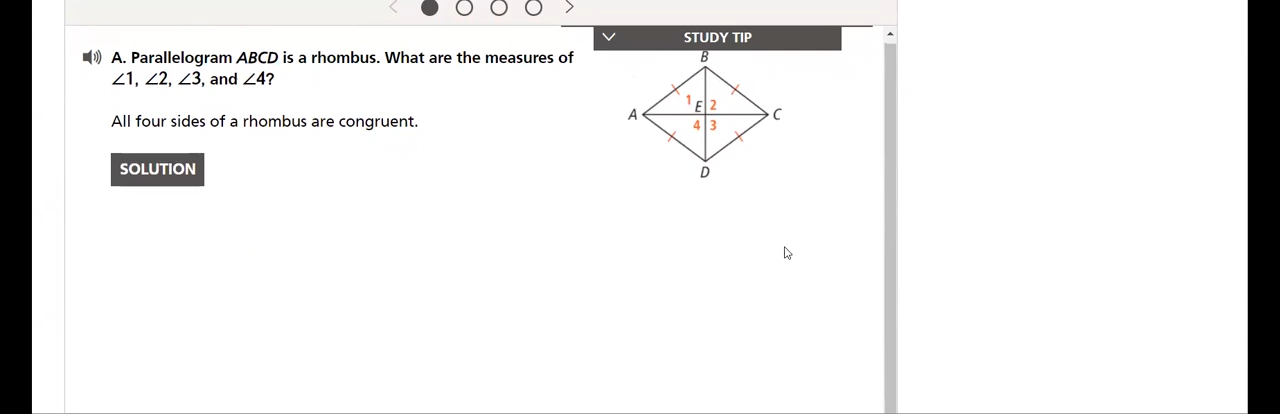 STUDY TIP
A. Parallelogram ABCD is a rhombus. What are the measures of
∠1, ∠2, ∠3, and ∠4?
All four sides of a rhombus are congruent.
SOLUTION
B
1 E 2
A C
4 3
D